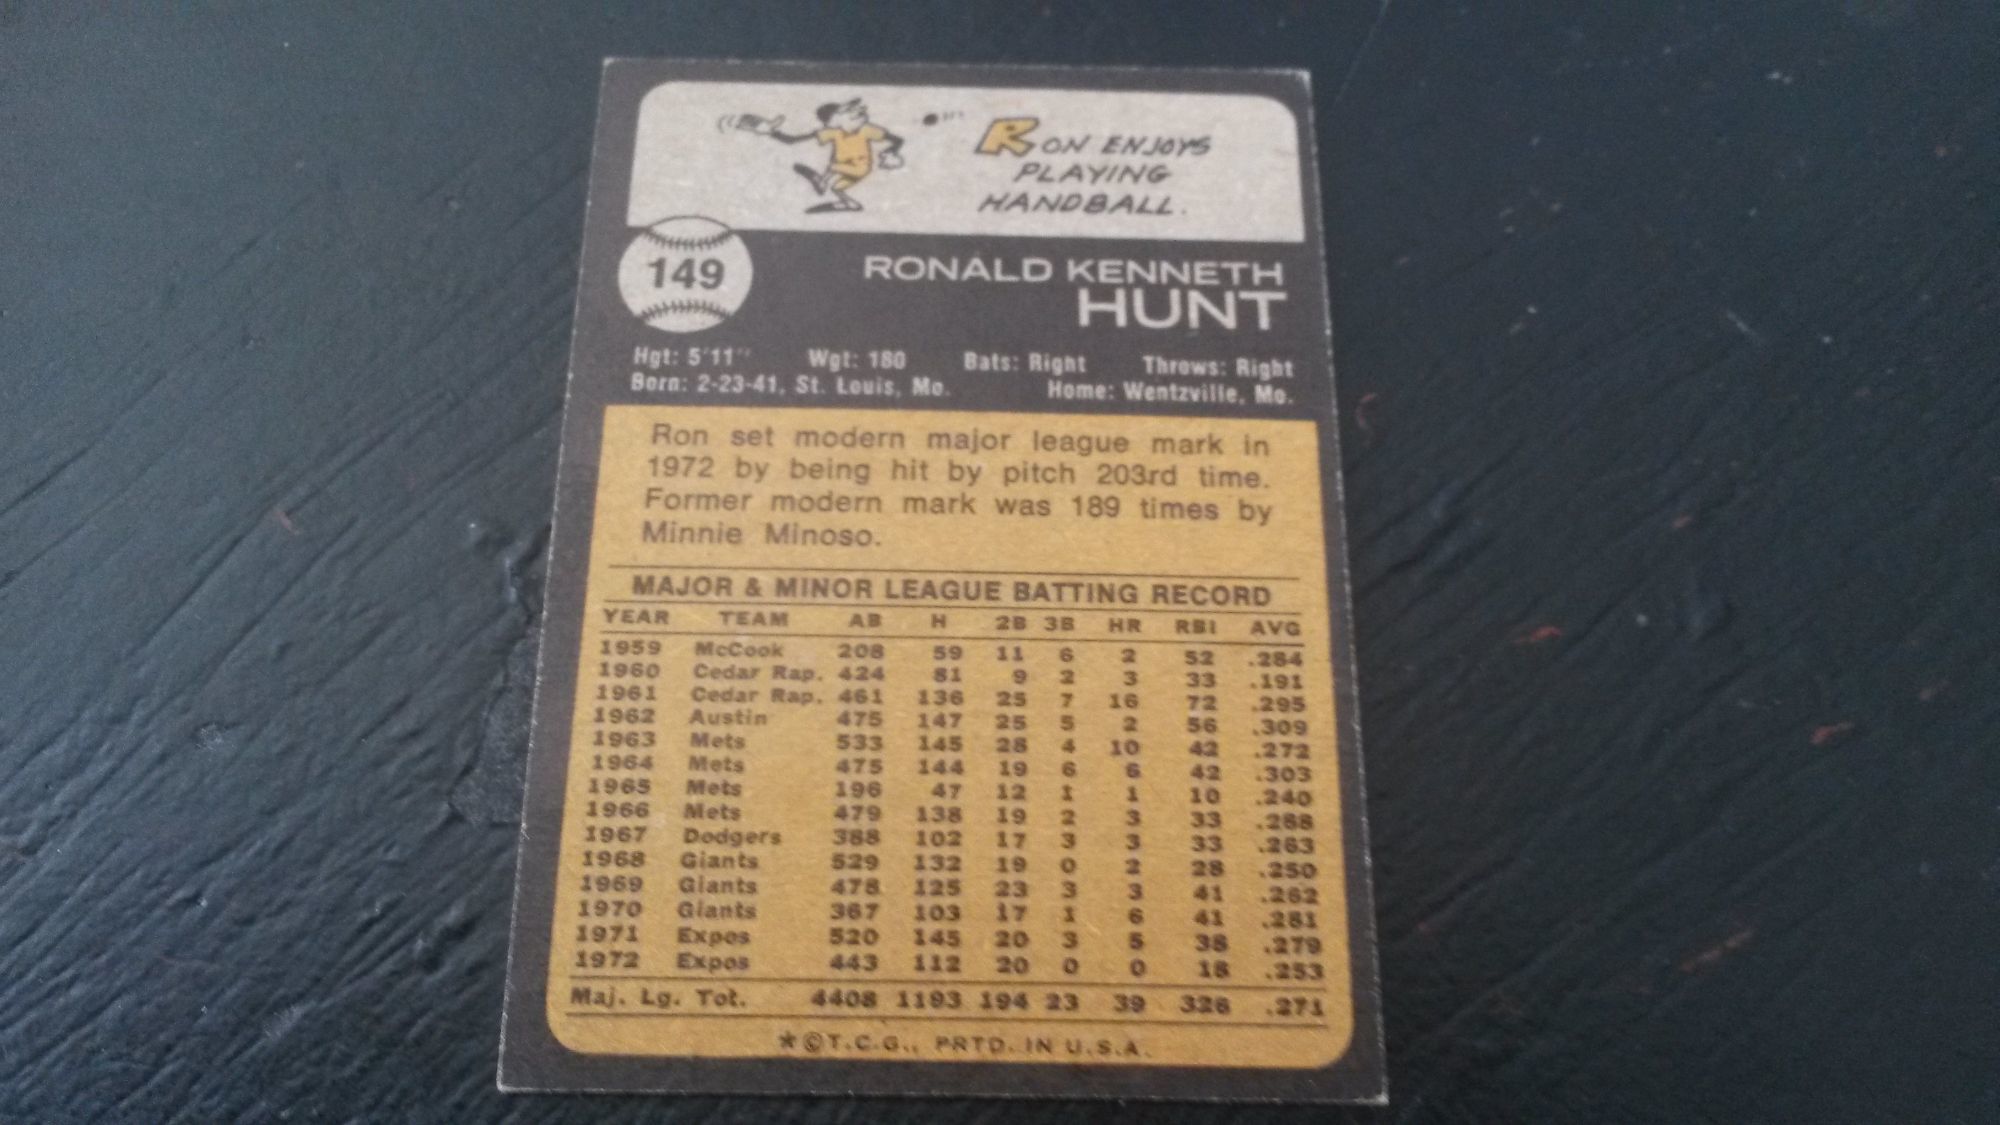 RON ENJOYS
PLAYING
HANDBALL.
149
RONALD KENNETH
HUNT
Hgt: 5'11" Wgt: 180 Bats: Right Throws: Right
Born: 2-23-41, St. Louis, Mo. Home: Wentzville, Mo.
Ron set modern major league mark in
1972 by being hit by pitch 203rd time.
Former modern mark was 189 times by
Minnie Minoso.
MAJOR & MINOR LEAGUE BATTING RECORD
YEAR TEAM AB H 2B 3B HR RBI AVG
1959 McCook 208 59 11 6 2 52 .284
1960 Cedar Rap. 424 81 9 2 3 33 .191
1961 Cedar Rap. 461 136 25 7 16 72 .295
1962 Austin 475 147 25 5 2 56 .309
1963 Mets 533 145 28 4 10 42 .272
1964 Mets 475 144 19 6 6 42 .303
1965 Mets 196 47 12 1 1 10 .240
1966 Mets 479 138 19 2 3 33 .288
1967 Dodgers 388 102 17 3 3 33 .263
1968 Giants 529 132 19 0 2 28 .250
1969 Giants 478 125 23 3 3 41 .262
1970 Giants 367 103 17 1 6 41 .281
1971 Expos 520 145 20 3 5 38 .279
1972 Expos 443 112 20 0 0 18 .253
Maj. Lg. Tot. 4408 1193 194 23 39 326 .271
*©T.C.G., PRTD. IN U.S.A.